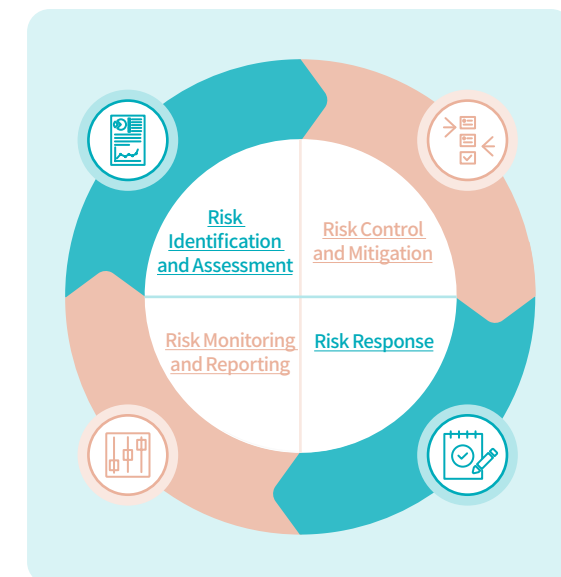 Risk
Identification
and Assessment
Risk Control
and Mitigation
Risk Monitoring
and Reporting
Risk Response